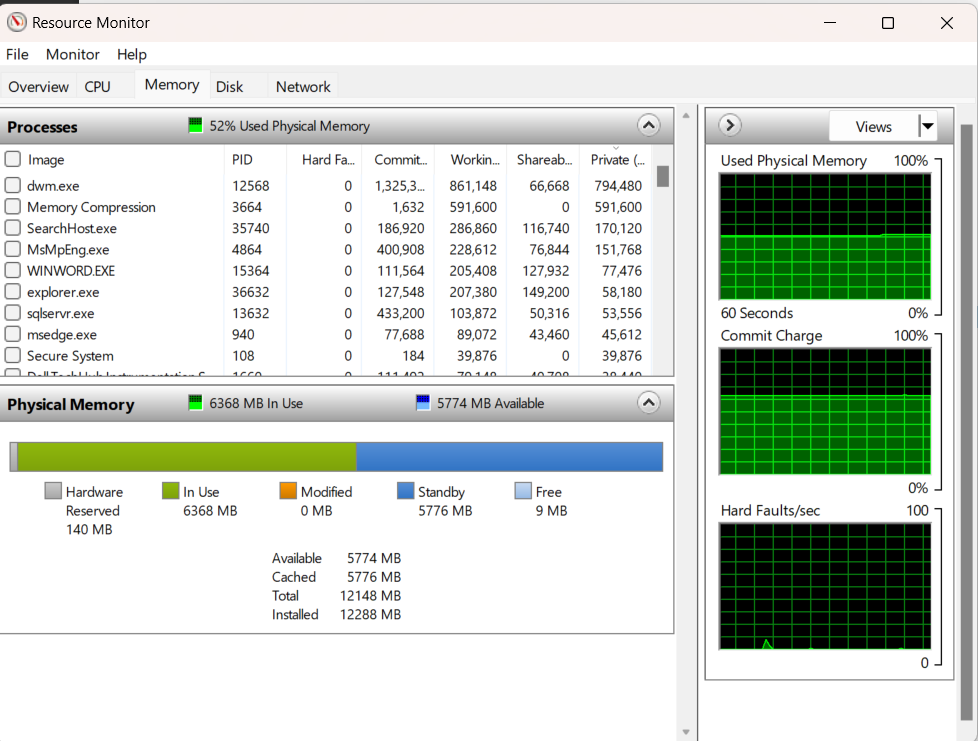 Resource Monitor
File Monitor Help
Overview CPU Memory Disk Network
Processes 52% Used Physical Memory
Image PID Hard Fa... Commit... Workin... Shareab... Private (...
dwm.exe 12568 0 1,325,3... 861,148 66,668 794,480
Memory Compression 3664 0 1,632 591,600 0 591,600
SearchHost.exe 35740 0 186,920 286,860 116,740 170,120
MsMpEng.exe 4864 0 400,908 228,612 76,844 151,768
WINWORD.EXE 15364 0 111,564 205,408 127,932 77,476
explorer.exe 36632 0 127,548 207,380 149,200 58,180
sqlservr.exe 13632 0 433,200 103,872 50,316 53,556
msedge.exe 940 0 77,688 89,072 43,460 45,612
Secure System 108 0 184 39,876 0 39,876
Physical Memory 6368 MB In Use 5774 MB Available
Hardware Reserved 140 MB
In Use 6368 MB
Modified 0 MB
Standby 5776 MB
Free 9 MB
Available 5774 MB
Cached 5776 MB
Total 12148 MB
Installed 12288 MB
Views
Used Physical Memory 100%
60 Seconds 0%
Commit Charge 100%
0%
Hard Faults/sec 100
0